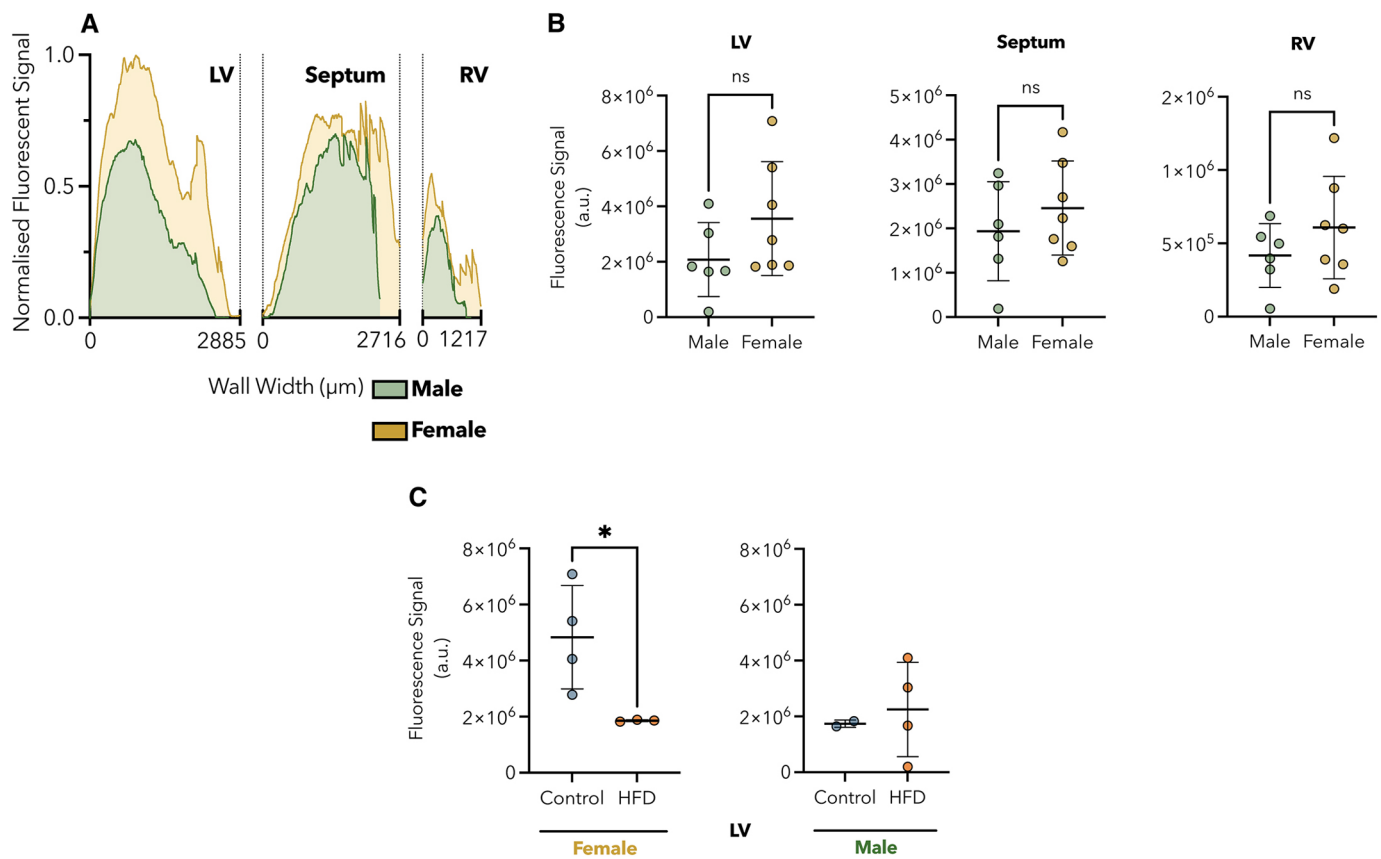 A
Normalised Fluorescent Signal
1.0
0.5
0.0
LV
Septum
RV
0 2885 0 2716 0 1217
Wall Width (µm)
Male
Female
B
LV
Fluorescence Signal
(a.u.)
8×10⁶
6×10⁶
4×10⁶
2×10⁶
0
ns
Male Female
Septum
5×10⁶
4×10⁶
3×10⁶
2×10⁶
1×10⁶
0
ns
Male Female
RV
2×10⁶
1×10⁶
5×10⁵
0
ns
Male Female
C
Fluorescence Signal
(a.u.)
8×10⁶
6×10⁶
4×10⁶
2×10⁶
0
*
Control HFD
Female
8×10⁶
6×10⁶
4×10⁶
2×10⁶
0
Control HFD
Male
LV